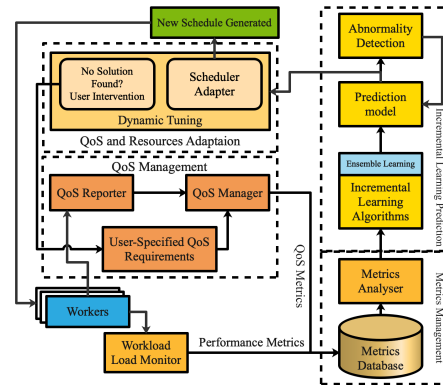 New Schedule Generated
Abnormality
Detection
No Solution
Found?
User Intervention
Scheduler
Adapter
Dynamic Tuning
QoS and Resources Adaptaion
Prediction
model
Incremental Learning Prediction
Ensemble Learning
Incremental
Learning
Algorithms
QoS Management
QoS Reporter
QoS Manager
User-Specified QoS
Requirements
QoS Metrics
Metrics
Analyser
Metrics Management
Workers
Workload
Load Monitor
Performance Metrics
Metrics
Database